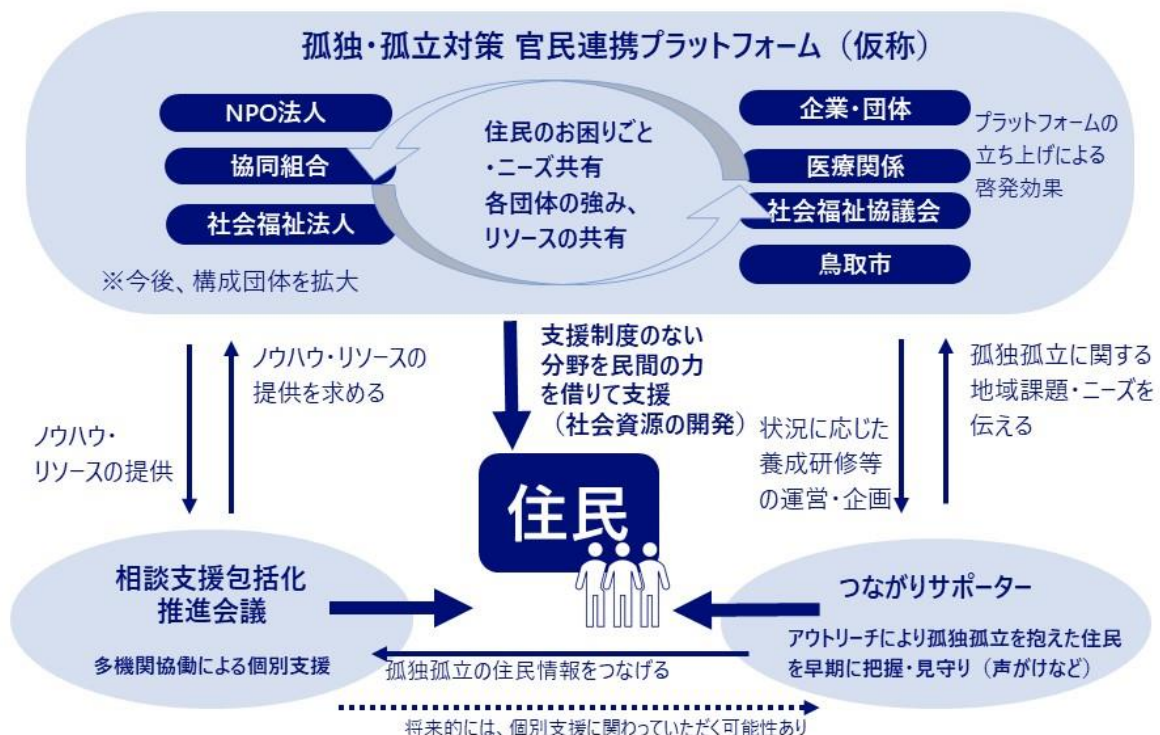 孤独・孤立対策 官民連携プラットフォーム（仮称）
NPO法人
協同組合
社会福祉法人
※今後、構成団体を拡大
住民のお困りごと
・ニーズ共有
各団体の強み、
リソースの共有
企業・団体
医療関係
社会福祉協議会
鳥取市
プラットフォームの
立ち上げによる
啓発効果
ノウハウ・
リソースの提供
ノウハウ・リソースの
提供を求める
支援制度のない
分野を民間の力
を借りて支援
（社会資源の開発）
状況に応じた
養成研修等
の運営・企画
孤独孤立に関する
地域課題・ニーズを
伝える
住民
相談支援包括化
推進会議
多機関協働による個別支援
つながりサポーター
アウトリーチにより孤独孤立を抱えた住民
を早期に把握・見守り（声がけなど）
孤独孤立の住民情報をつなげる
将来的には、個別支援に関わっていただく可能性あり